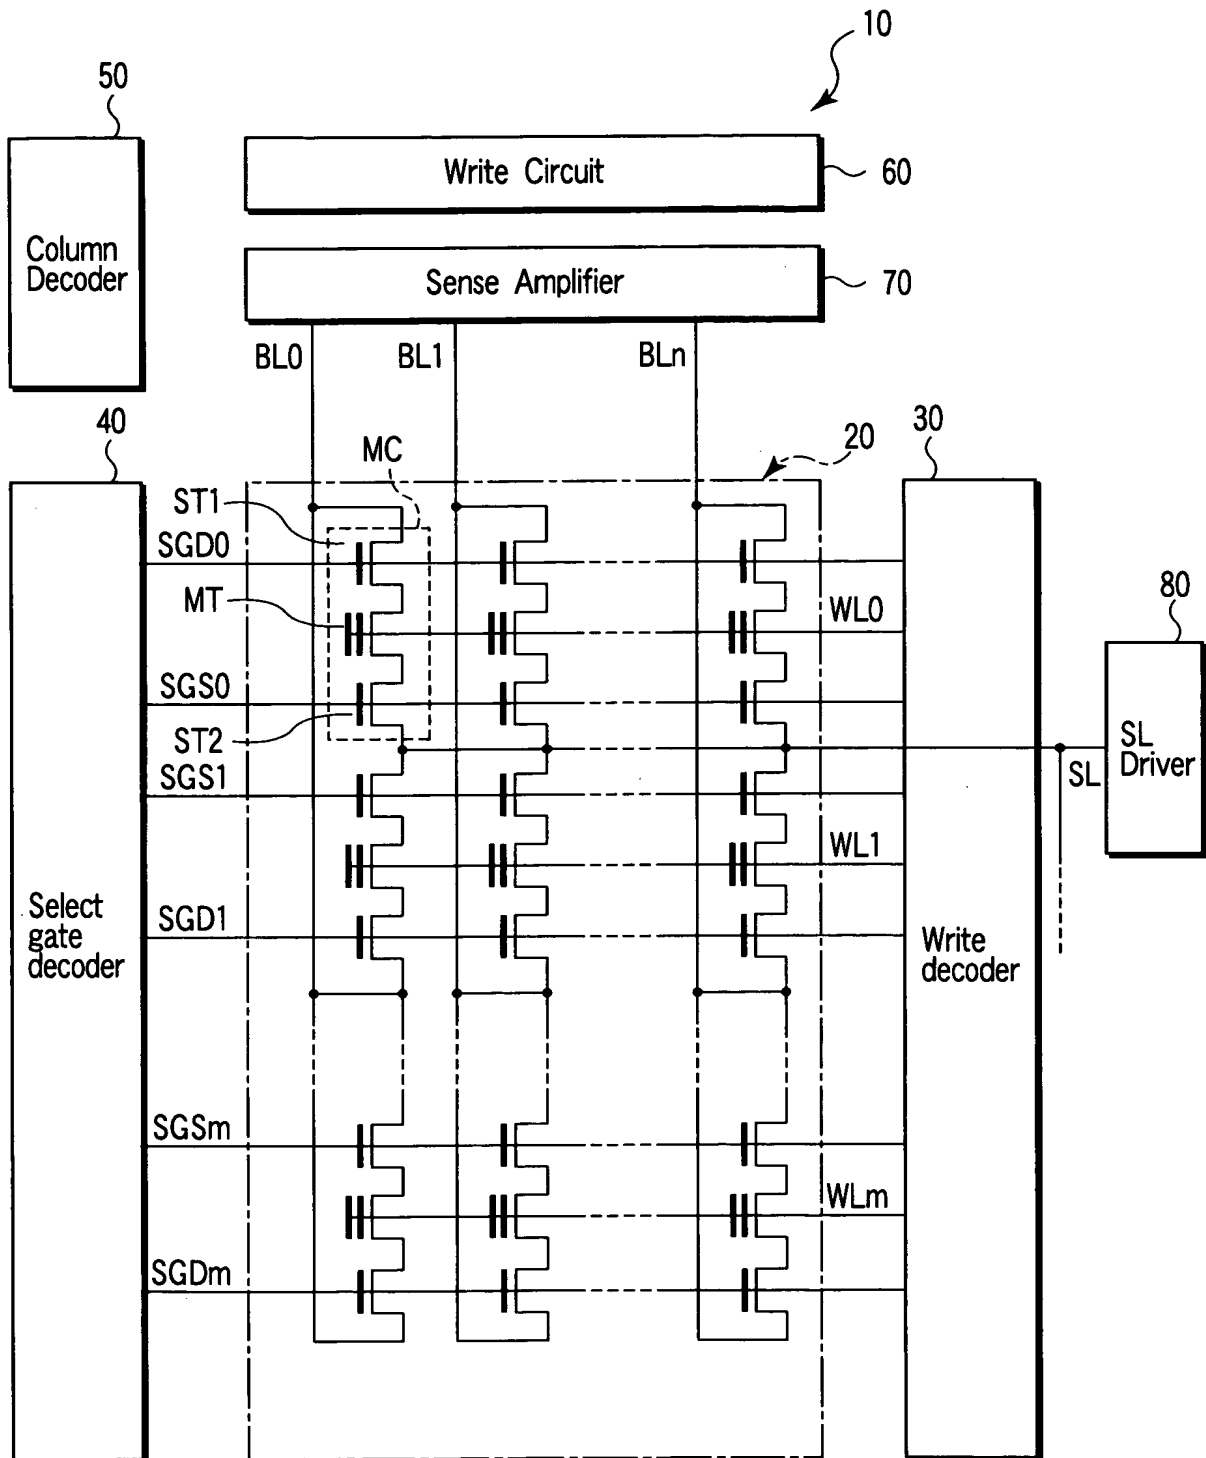 10
50
Write Circuit
60
Column
Decoder
Sense Amplifier
70
BL0
BL1
BLn
40
MC
20
30
ST1
SGD0
MT
WL0
80
SGS0
ST2
SL
Driver
SGS1
SL
WL1
Select
gate
decoder
SGD1
Write
decoder
SGSm
WLm
SGDm